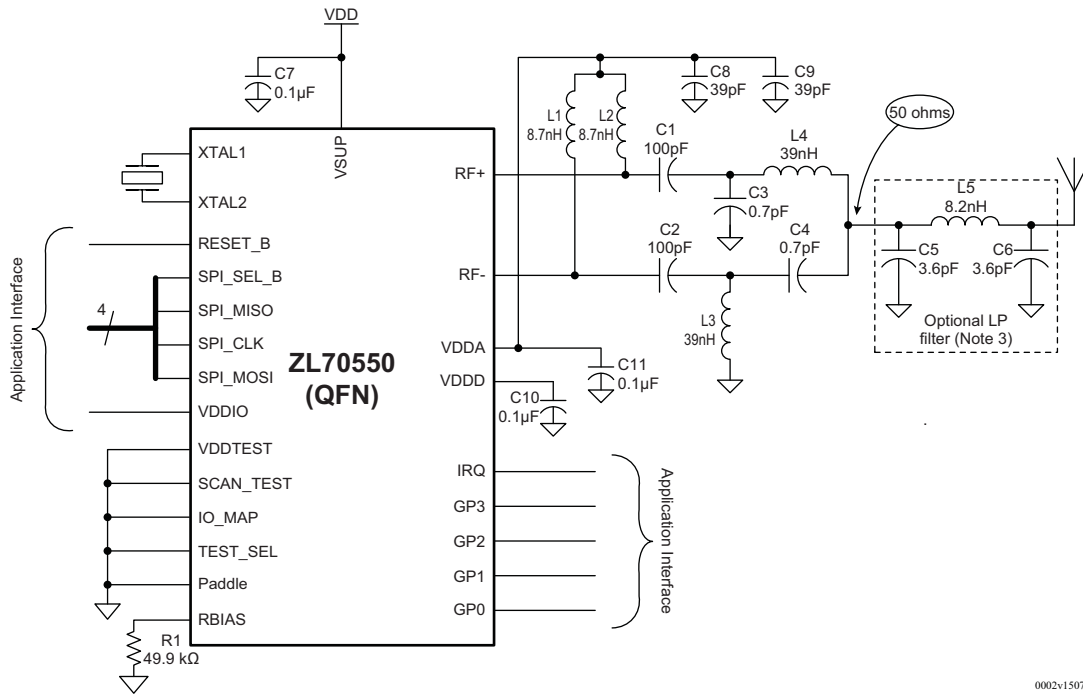 VDD
C7
0.1µF
C8
39pF
C9
39pF
L1
8.7nH
L2
8.7nH
C1
100pF
L4
39nH
50 ohms
XTAL1
XTAL2
VSUP
RF+
C3
0.7pF
L5
8.2nH
C2
100pF
C4
0.7pF
C5
3.6pF
C6
3.6pF
RESET_B
SPI_SEL_B
SPI_MISO
SPI_CLK
SPI_MOSI
VDDIO
4
Application Interface
RF-
L3
39nH
Optional LP
filter (Note 3)
ZL70550
(QFN)
VDDA
VDDD
C11
0.1µF
C10
0.1µF
VDDTEST
SCAN_TEST
IO_MAP
TEST_SEL
Paddle
RBIAS
R1
49.9 kΩ
IRQ
GP3
GP2
GP1
GP0
Application Interface
0002v1507